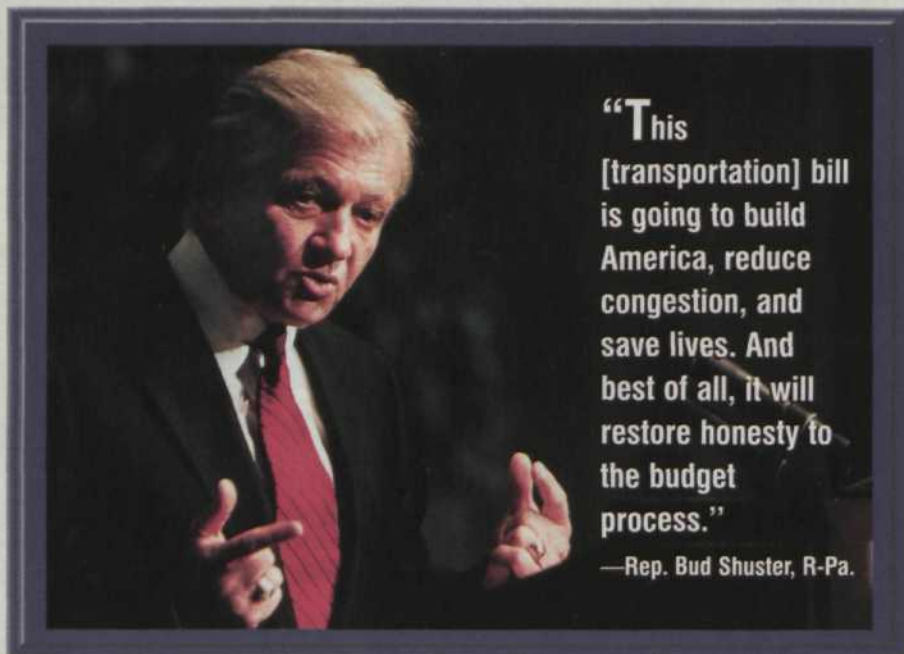 “This
[transportation] bill
is going to build
America, reduce
congestion, and
save lives. And
best of all, it will
restore honesty to
the budget
process.”
—Rep. Bud Shuster, R-Pa.